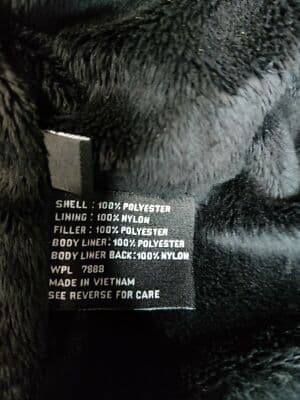 SHELL : 100% POLYESTER
LINING : 100% NYLON
FILLER : 100% POLYESTER
BODY LINER : 100% POLYESTER
BODY LINER BACK : 100% NYLON
WPL 7888
MADE IN VIETNAM
SEE REVERSE FOR CARE